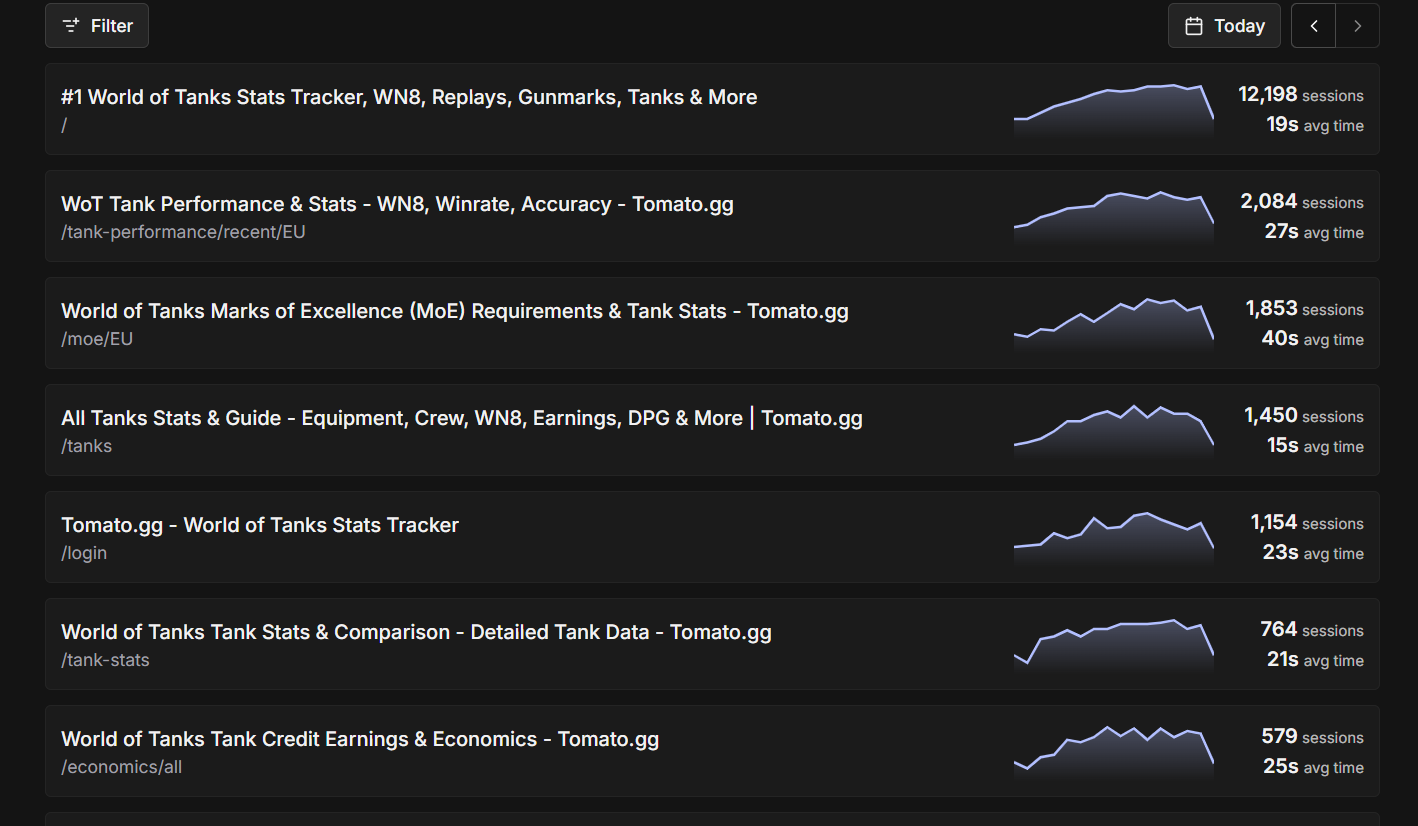 Filter
Today
#1 World of Tanks Stats Tracker, WN8, Replays, Gunmarks, Tanks & More
/
12,198 sessions
19s avg time
WoT Tank Performance & Stats - WN8, Winrate, Accuracy - Tomato.gg
/tank-performance/recent/EU
2,084 sessions
27s avg time
World of Tanks Marks of Excellence (MoE) Requirements & Tank Stats - Tomato.gg
/moe/EU
1,853 sessions
40s avg time
All Tanks Stats & Guide - Equipment, Crew, WN8, Earnings, DPG & More | Tomato.gg
/tanks
1,450 sessions
15s avg time
Tomato.gg - World of Tanks Stats Tracker
/login
1,154 sessions
23s avg time
World of Tanks Tank Stats & Comparison - Detailed Tank Data - Tomato.gg
/tank-stats
764 sessions
21s avg time
World of Tanks Tank Credit Earnings & Economics - Tomato.gg
/economics/all
579 sessions
25s avg time